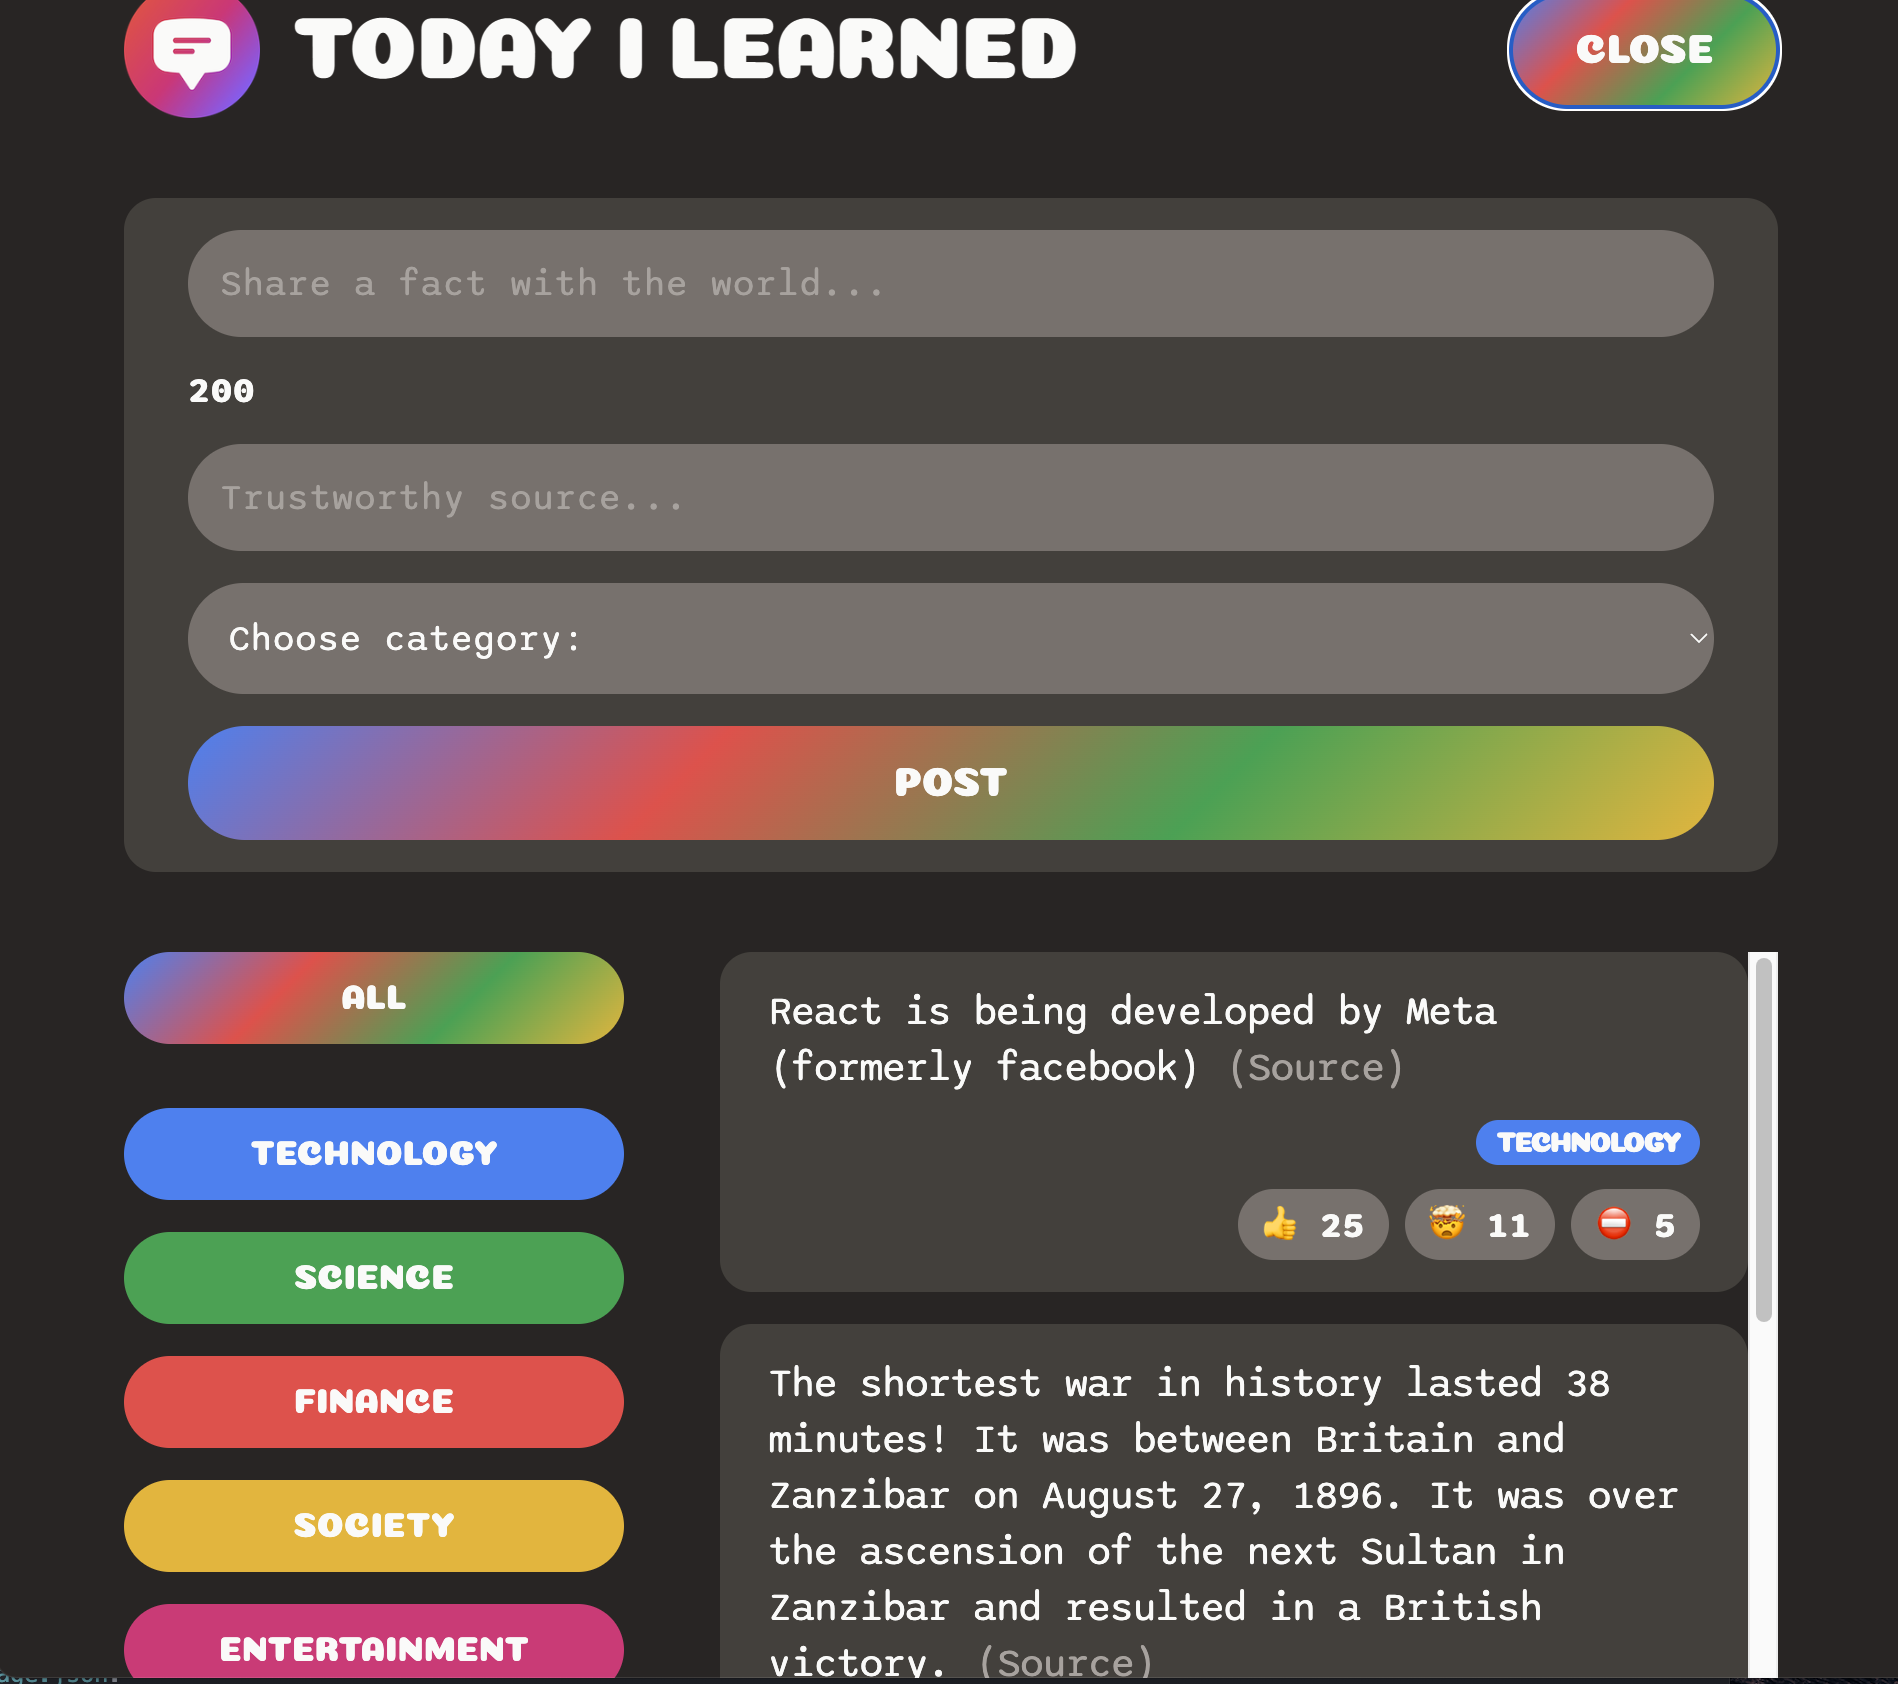 TODAY I LEARNED
CLOSE
Share a fact with the world...
200
Trustworthy source...
Choose category:
POST
ALL
TECHNOLOGY
SCIENCE
FINANCE
SOCIETY
ENTERTAINMENT
React is being developed by Meta
(formerly facebook) (Source)
TECHNOLOGY
👍 25 🤯 11 ⛔ 5
The shortest war in history lasted 38
minutes! It was between Britain and
Zanzibar on August 27, 1896. It was over
the ascension of the next Sultan in
Zanzibar and resulted in a British
victory. (Source)